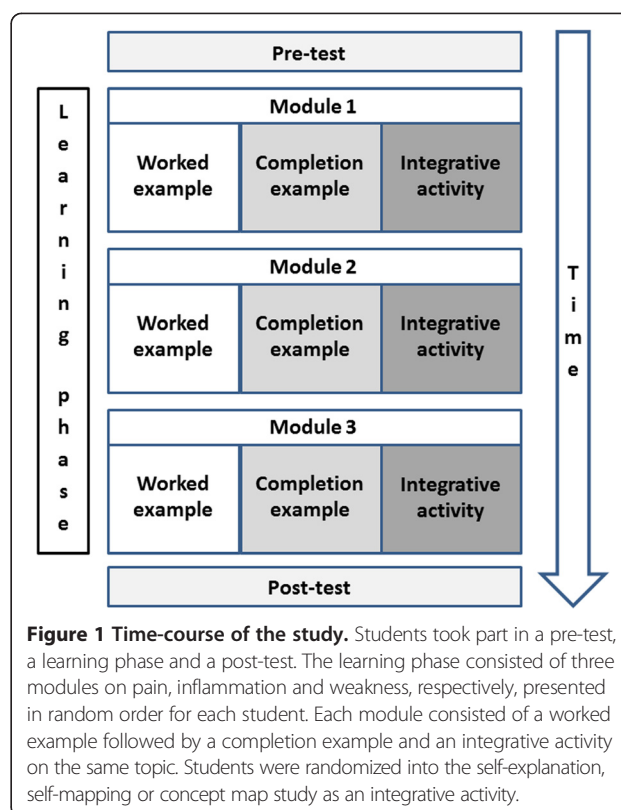 Pre-test
Learning phase
Module 1
Worked example
Completion example
Integrative activity
Module 2
Worked example
Completion example
Integrative activity
Module 3
Worked example
Completion example
Integrative activity
Post-test
Time
Figure 1 Time-course of the study. Students took part in a pre-test,
a learning phase and a post-test. The learning phase consisted of three
modules on pain, inflammation and weakness, respectively, presented
in random order for each student. Each module consisted of a worked
example followed by a completion example and an integrative activity
on the same topic. Students were randomized into the self-explanation,
self-mapping or concept map study as an integrative activity.